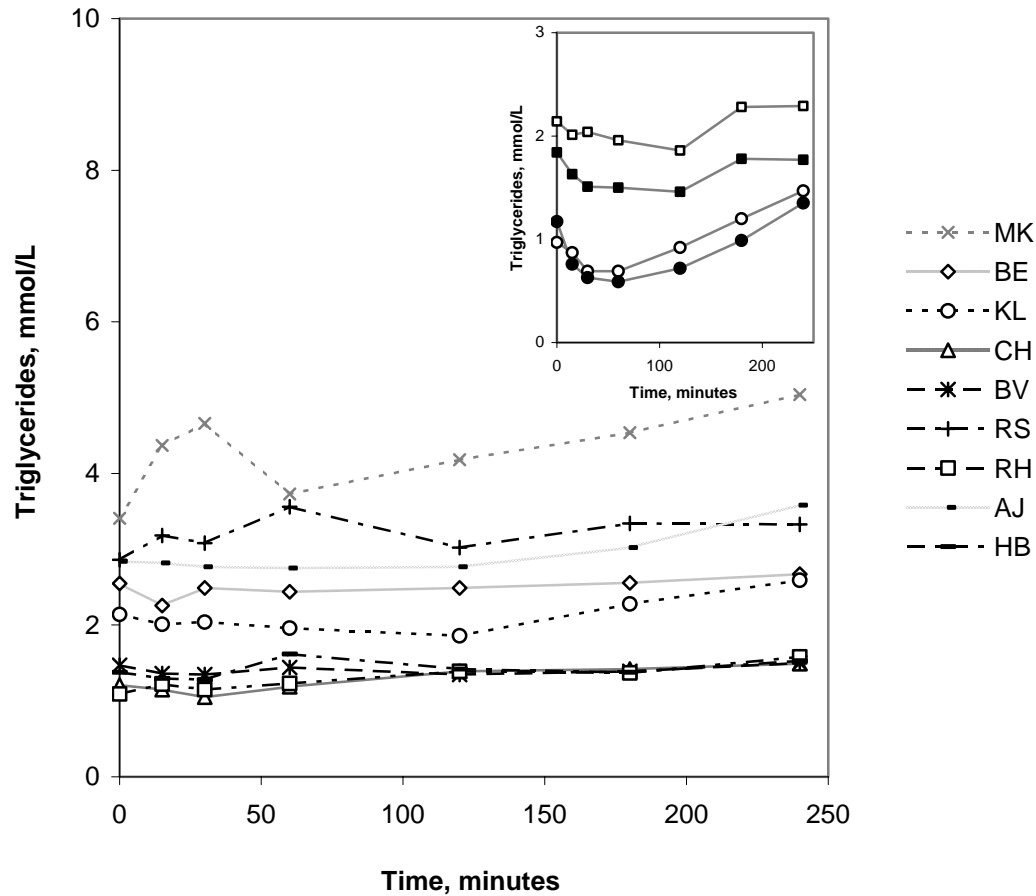 10
8
6
4
2
0
Triglycerides, mmol/L
0
50
100
150
200
250
Time, minutes
3
2
1
0
Triglycerides, mmol/L
0
100
200
Time, minutes
MK
BE
KL
CH
BV
RS
RH
AJ
HB